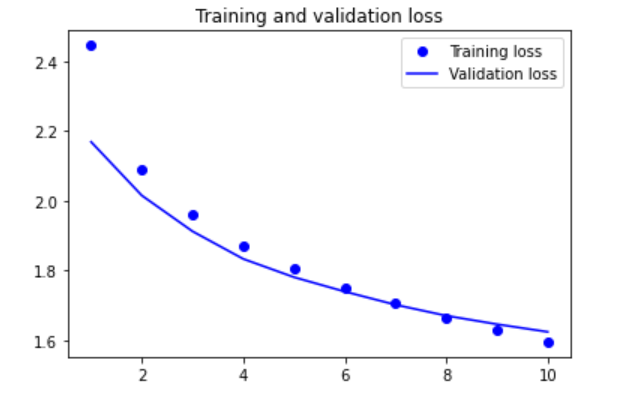 Training and validation loss
Training loss
Validation loss
2.4
2.2
2.0
1.8
1.6
2 4 6 8 10